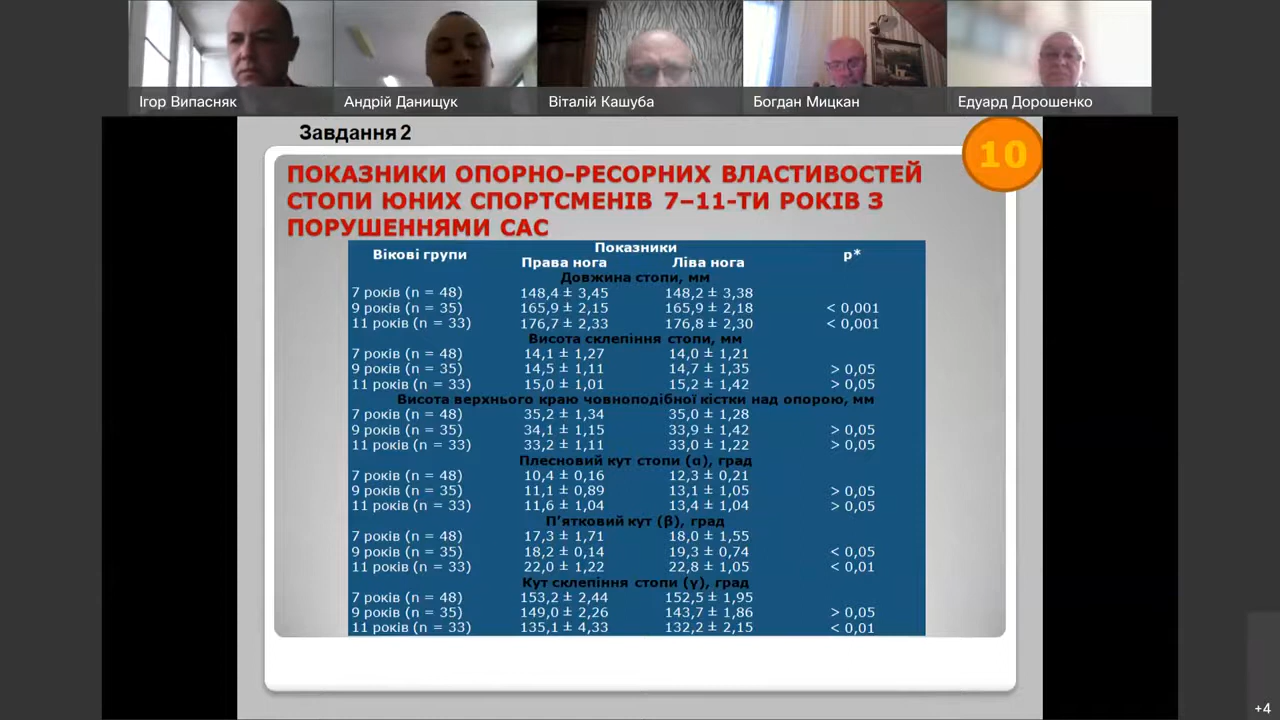 Ігор Випасняк
Андрій Данищук
Віталій Кашуба
Богдан Мицкан
Едуард Дорошенко
Завдання 2
10
ПОКАЗНИКИ ОПОРНО-РЕСОРНИХ ВЛАСТИВОСТЕЙ
СТОПИ ЮНИХ СПОРТСМЕНІВ 7–11-ТИ РОКІВ З
ПОРУШЕННЯМИ САС
Вікові групи Показники p*
Права нога Ліва нога
Довжина стопи, мм
7 років (n = 48) 148,4 ± 3,45 148,2 ± 3,38
9 років (n = 35) 165,9 ± 2,15 165,9 ± 2,18 < 0,001
11 років (n = 33) 176,7 ± 2,33 176,8 ± 2,30 < 0,001
Висота склепіння стопи, мм
7 років (n = 48) 14,1 ± 1,27 14,0 ± 1,21
9 років (n = 35) 14,5 ± 1,11 14,7 ± 1,35 > 0,05
11 років (n = 33) 15,0 ± 1,01 15,2 ± 1,42 > 0,05
Висота верхнього краю човноподібної кістки над опорою, мм
7 років (n = 48) 35,2 ± 1,34 35,0 ± 1,28
9 років (n = 35) 34,1 ± 1,15 33,9 ± 1,42 > 0,05
11 років (n = 33) 33,2 ± 1,11 33,0 ± 1,22 > 0,05
Плесновий кут стопи (α), град
7 років (n = 48) 10,4 ± 0,16 12,3 ± 0,21
9 років (n = 35) 11,1 ± 0,89 13,1 ± 1,05 > 0,05
11 років (n = 33) 11,6 ± 1,04 13,4 ± 1,04 > 0,05
П’ятковий кут (β), град
7 років (n = 48) 17,3 ± 1,71 18,0 ± 1,55
9 років (n = 35) 18,2 ± 0,14 19,3 ± 0,74 < 0,05
11 років (n = 33) 22,0 ± 1,22 22,8 ± 1,05 < 0,01
Кут склепіння стопи (γ), град
7 років (n = 48) 153,2 ± 2,44 152,5 ± 1,95
9 років (n = 35) 149,0 ± 2,26 143,7 ± 1,86 > 0,05
11 років (n = 33) 135,1 ± 4,33 132,2 ± 2,15 < 0,01
+4